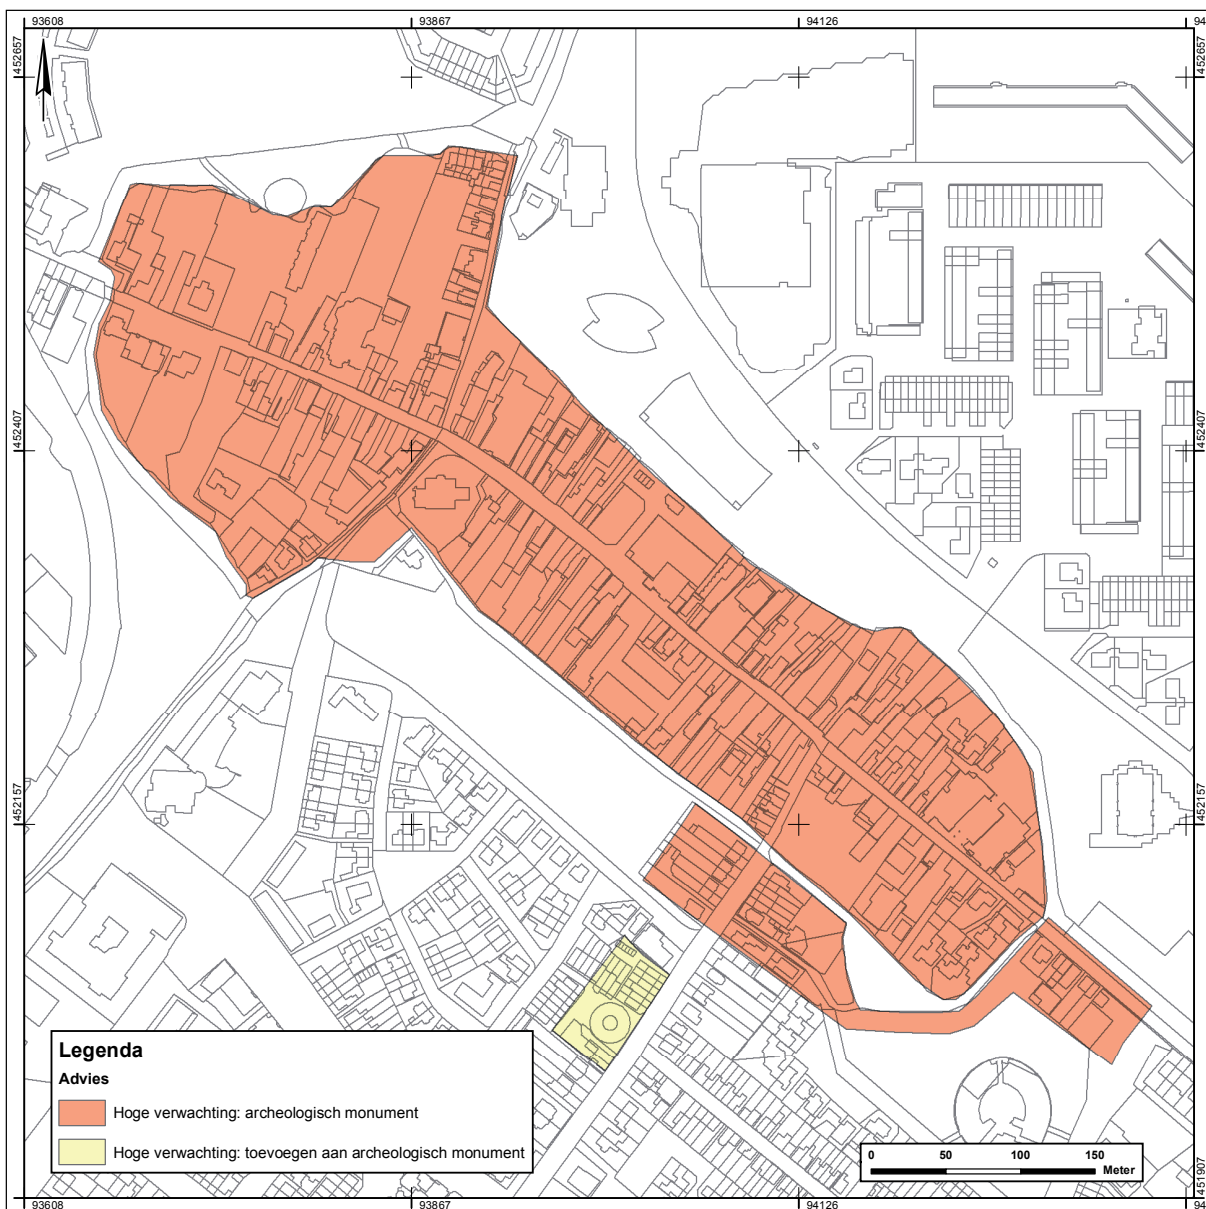 93608 93867 94126 94
452657 452657
452407 452407
452157 452157
Legenda
Advies
Hoge verwachting: archeologisch monument
Hoge verwachting: toevoegen aan archeologisch monument
0 50 100 150
Meter
451907
93608 93867 94126 94